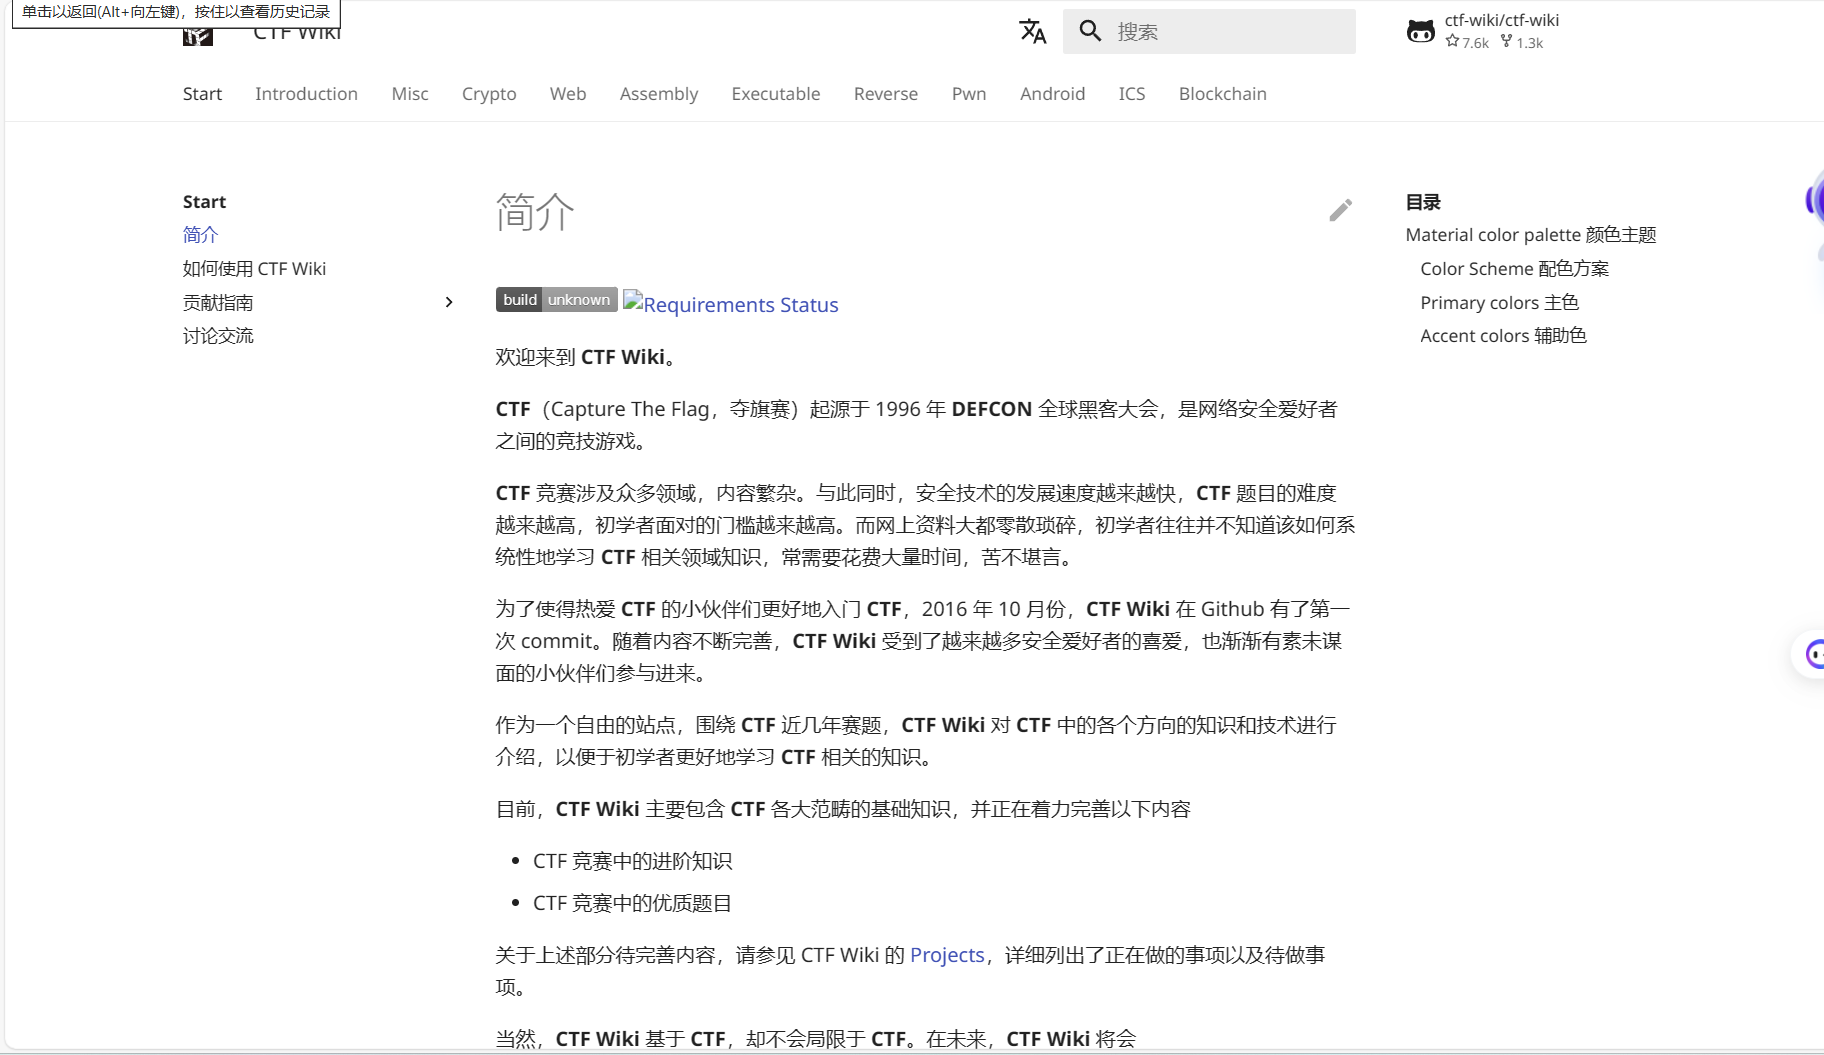 单击以返回(Alt+向左键)，按住以查看历史记录
CTF Wiki
搜索
ctf-wiki/ctf-wiki
7.6k 1.3k
Start Introduction Misc Crypto Web Assembly Executable Reverse Pwn Android ICS Blockchain
Start
简介
如何使用 CTF Wiki
贡献指南
讨论交流
简介
build unknown Requirements Status
欢迎来到 CTF Wiki。
CTF（Capture The Flag，夺旗赛）起源于 1996 年 DEFCON 全球黑客大会，是网络安全爱好者
之间的竞技游戏。
CTF 竞赛涉及众多领域，内容繁杂。与此同时，安全技术的发展速度越来越快，CTF 题目的难度
越来越高，初学者面对的门槛越来越高。而网上资料大都零散琐碎，初学者往往并不知道该如何系
统性地学习 CTF 相关领域知识，常需要花费大量时间，苦不堪言。
为了使得热爱 CTF 的小伙伴们更好地入门 CTF，2016 年 10 月份，CTF Wiki 在 Github 有了第一
次 commit。随着内容不断完善，CTF Wiki 受到了越来越多安全爱好者的喜爱，也渐渐有素未谋
面的小伙伴们参与进来。
作为一个自由的站点，围绕 CTF 近几年赛题，CTF Wiki 对 CTF 中的各个方向的知识和技术进行
介绍，以便于初学者更好地学习 CTF 相关的知识。
目前，CTF Wiki 主要包含 CTF 各大范畴的基础知识，并正在着力完善以下内容
• CTF 竞赛中的进阶知识
• CTF 竞赛中的优质题目
关于上述部分待完善内容，请参见 CTF Wiki 的 Projects，详细列出了正在做的事项以及待做事
项。
当然，CTF Wiki 基于 CTF，却不会局限于 CTF。在未来，CTF Wiki 将会
目录
Material color palette 颜色主题
Color Scheme 配色方案
Primary colors 主色
Accent colors 辅助色